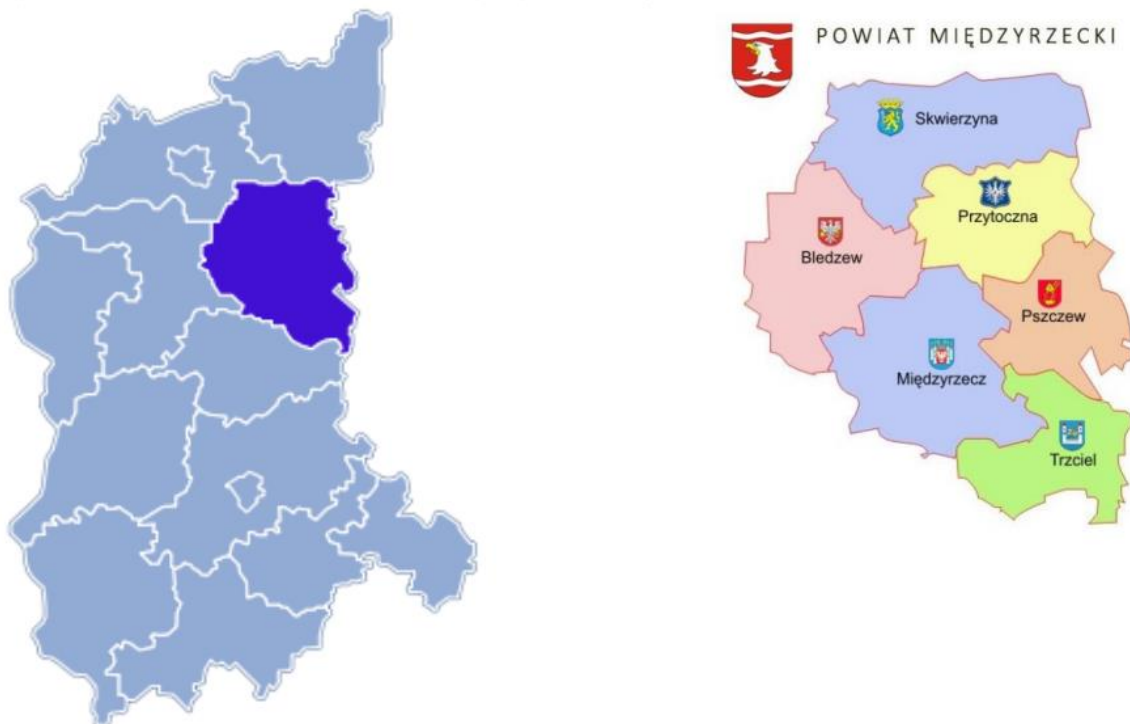 POWIAT MIĘDZYRZECKI
Skwierzyna
Przytoczna
Bledzew
Pszczew
Międzyrzecz
Trzciel